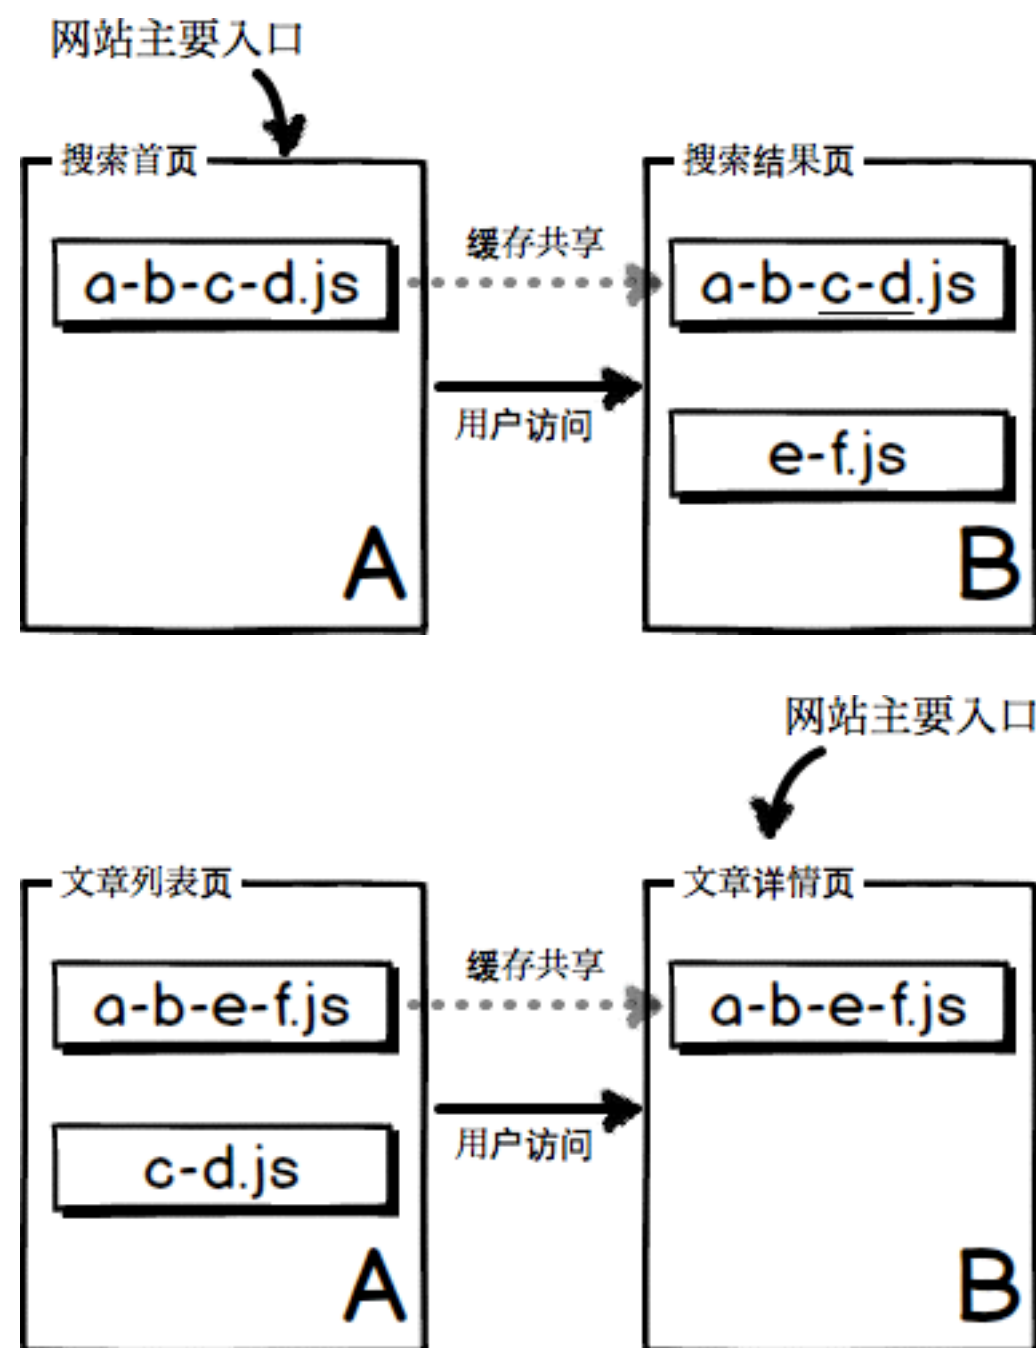 网站主要入口
搜索首页
搜索结果页
缓存共享
a-b-c-d.js
a-b-c-d.js
用户访问
e-f.js
A
B
网站主要入口
文章列表页
文章详情页
缓存共享
a-b-e-f.js
a-b-e-f.js
用户访问
c-d.js
A
B